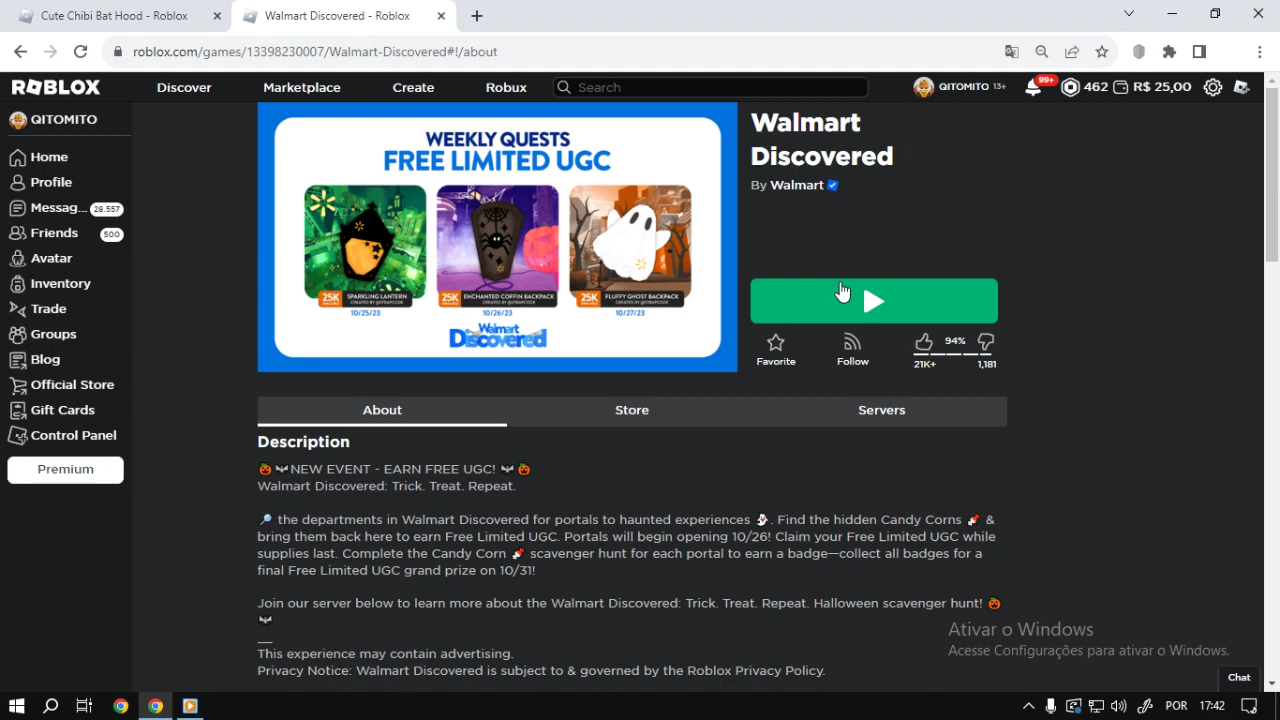 Cute Chibi Bat Hood - Roblox
Walmart Discovered - Roblox
roblox.com/games/13398230007/Walmart-Discovered#!/about
ROBLOX
Discover
Marketplace
Create
Robux
Search
QITOMITO 13+
99+
462
R$ 25,00
QITOMITO
Home
Profile
Messag... 28.557
Friends 500
Avatar
Inventory
Trade
Groups
Blog
Official Store
Gift Cards
Control Panel
Premium
WEEKLY QUESTS
FREE LIMITED UGC
25K SPARKLING LANTERN
CREATED BY @STRAPCODE
10/25/23
25K ENCHANTED COFFIN BACKPACK
CREATED BY @STRAPCODE
10/26/23
25K FLUFFY GHOST BACKPACK
CREATED BY @STRAPCODE
10/27/23
Walmart
Discovered
Walmart
Discovered
By Walmart
Favorite
Follow
94%
21K+
1,181
About
Store
Servers
Description
🎃🦇NEW EVENT - EARN FREE UGC! 🦇🎃
Walmart Discovered: Trick. Treat. Repeat.
🔎 the departments in Walmart Discovered for portals to haunted experiences 👻. Find the hidden Candy Corns 🍬 &
bring them back here to earn Free Limited UGC. Portals will begin opening 10/26! Claim your Free Limited UGC while
supplies last. Complete the Candy Corn 🍬 scavenger hunt for each portal to earn a badge—collect all badges for a
final Free Limited UGC grand prize on 10/31!
Join our server below to learn more about the Walmart Discovered: Trick. Treat. Repeat. Halloween scavenger hunt! 🎃
🦇
—
This experience may contain advertising.
Privacy Notice: Walmart Discovered is subject to & governed by the Roblox Privacy Policy.
Ativar o Windows
Acesse Configurações para ativar o Windows.
Chat
POR
17:42